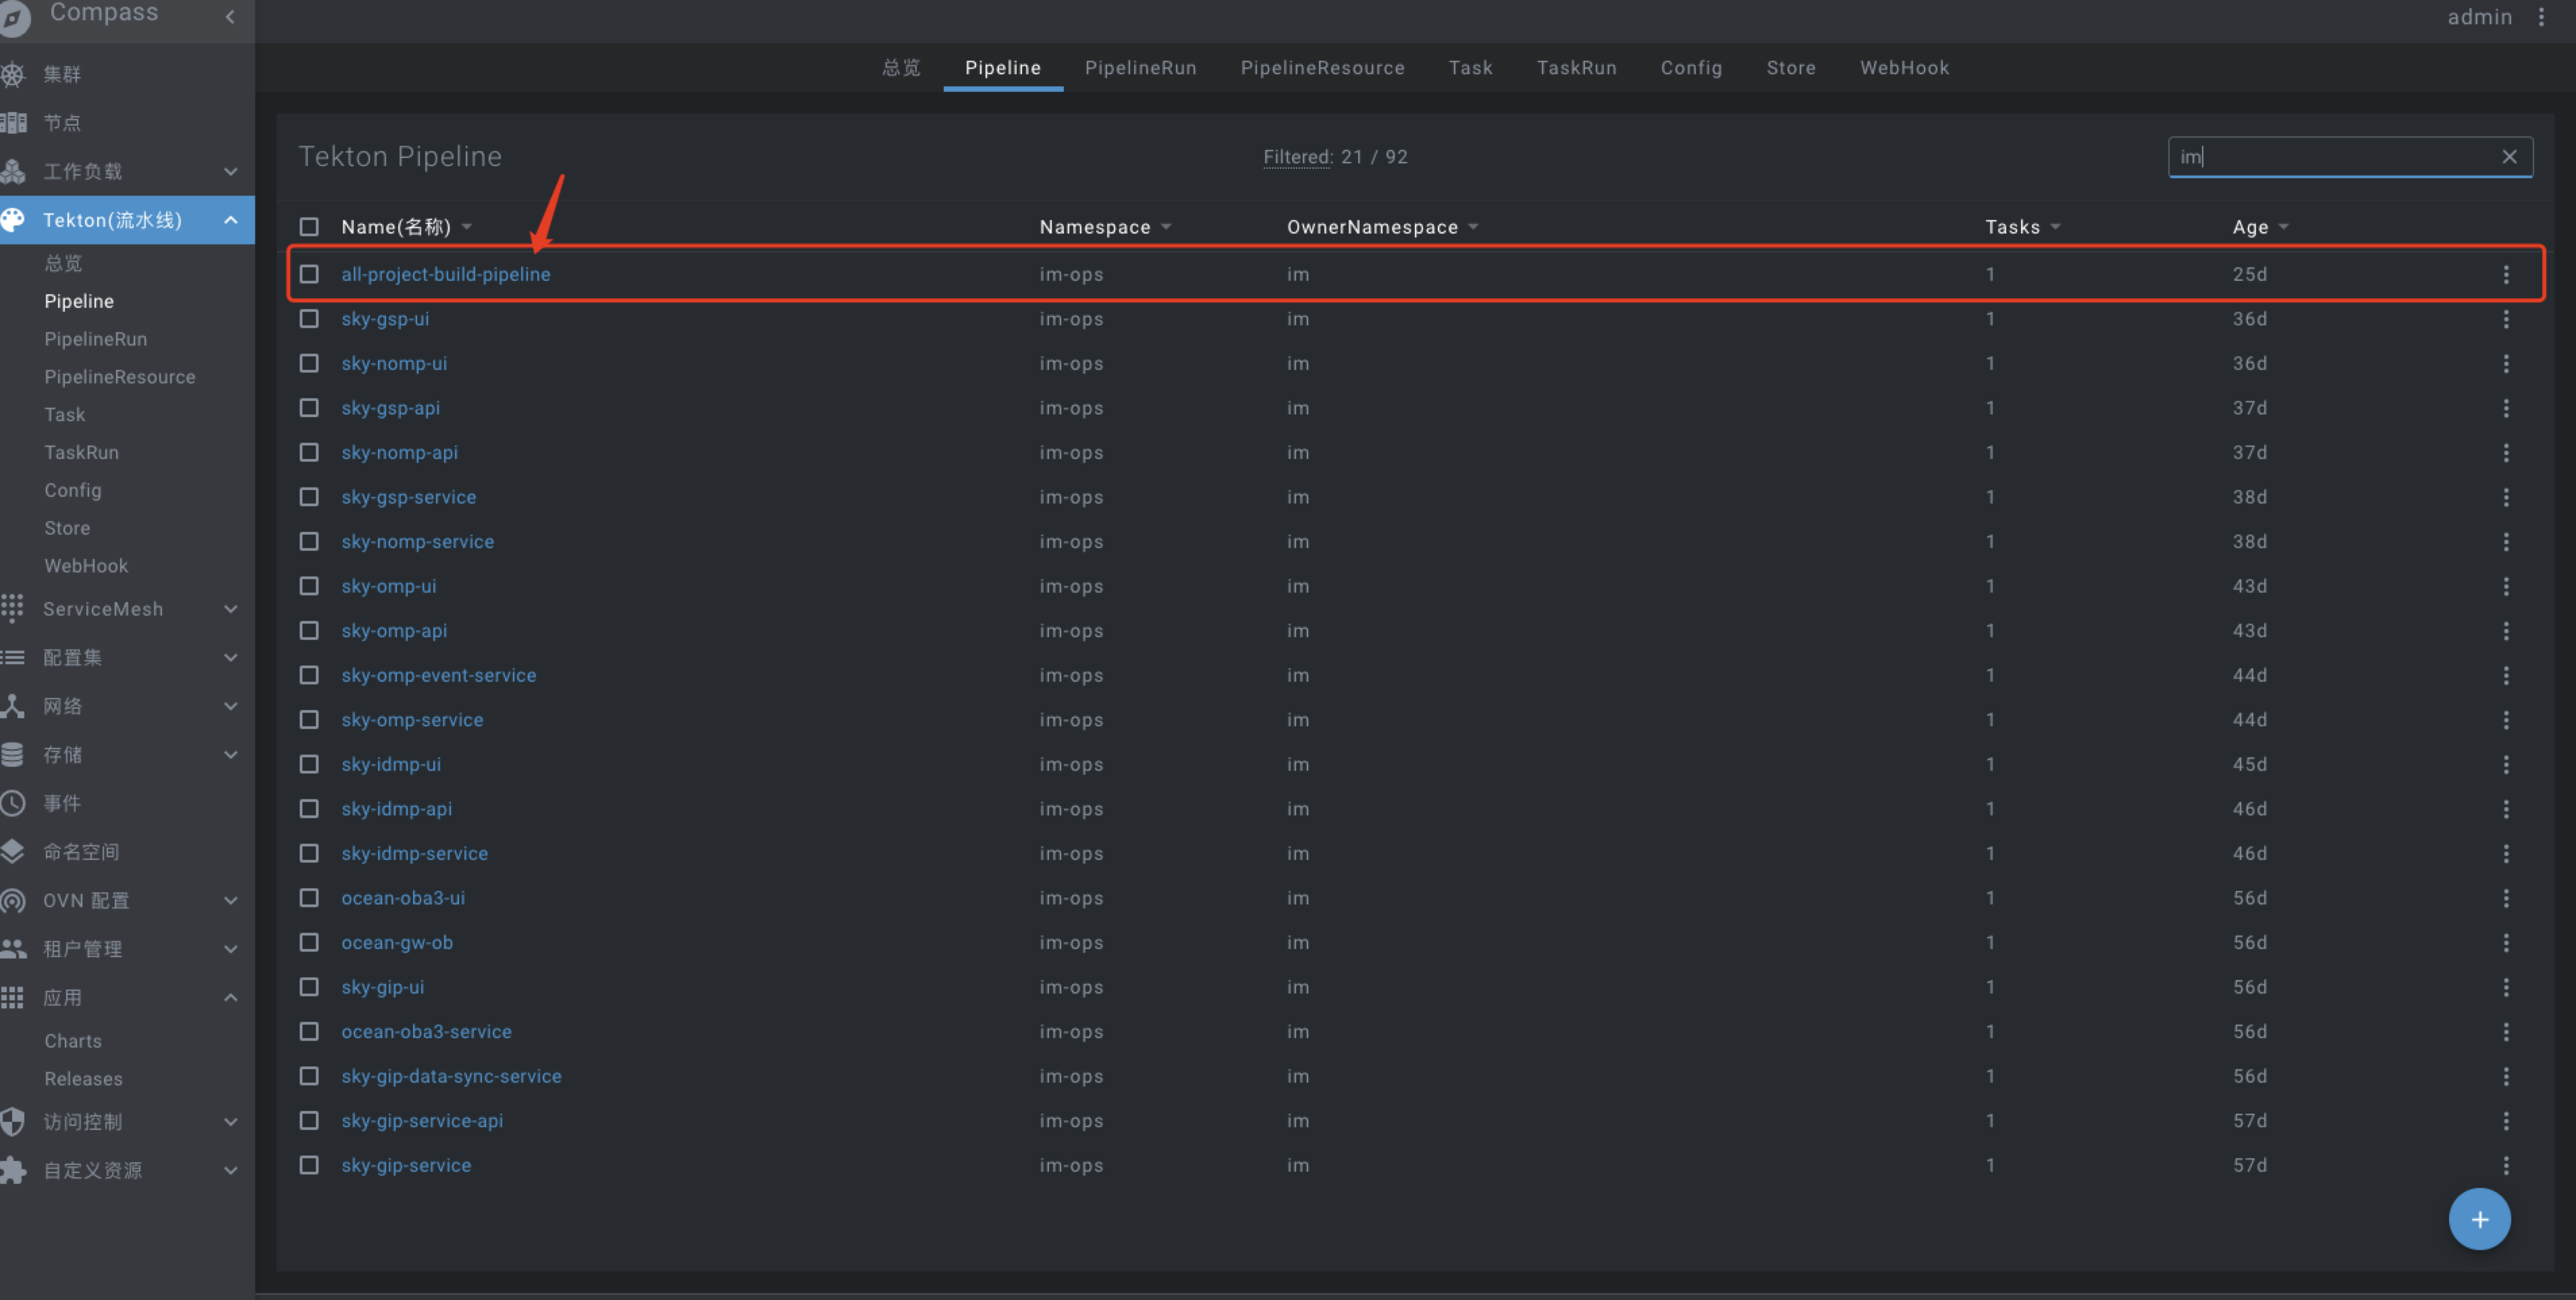 Compass
admin
集群
节点
工作负载
Tekton(流水线)
总览
Pipeline
PipelineRun
PipelineResource
Task
TaskRun
Config
Store
WebHook
ServiceMesh
配置集
网络
存储
事件
命名空间
OVN 配置
租户管理
应用
Charts
Releases
访问控制
自定义资源
总览 Pipeline PipelineRun PipelineResource Task TaskRun Config Store WebHook
Tekton Pipeline Filtered: 21 / 92 im
Name(名称) Namespace OwnerNamespace Tasks Age
all-project-build-pipeline im-ops im 1 25d
sky-gsp-ui im-ops im 1 36d
sky-nomp-ui im-ops im 1 36d
sky-gsp-api im-ops im 1 37d
sky-nomp-api im-ops im 1 37d
sky-gsp-service im-ops im 1 38d
sky-nomp-service im-ops im 1 38d
sky-omp-ui im-ops im 1 43d
sky-omp-api im-ops im 1 43d
sky-omp-event-service im-ops im 1 44d
sky-omp-service im-ops im 1 44d
sky-idmp-ui im-ops im 1 45d
sky-idmp-api im-ops im 1 46d
sky-idmp-service im-ops im 1 46d
ocean-oba3-ui im-ops im 1 56d
ocean-gw-ob im-ops im 1 56d
sky-gip-ui im-ops im 1 56d
ocean-oba3-service im-ops im 1 56d
sky-gip-data-sync-service im-ops im 1 56d
sky-gip-service-api im-ops im 1 57d
sky-gip-service im-ops im 1 57d